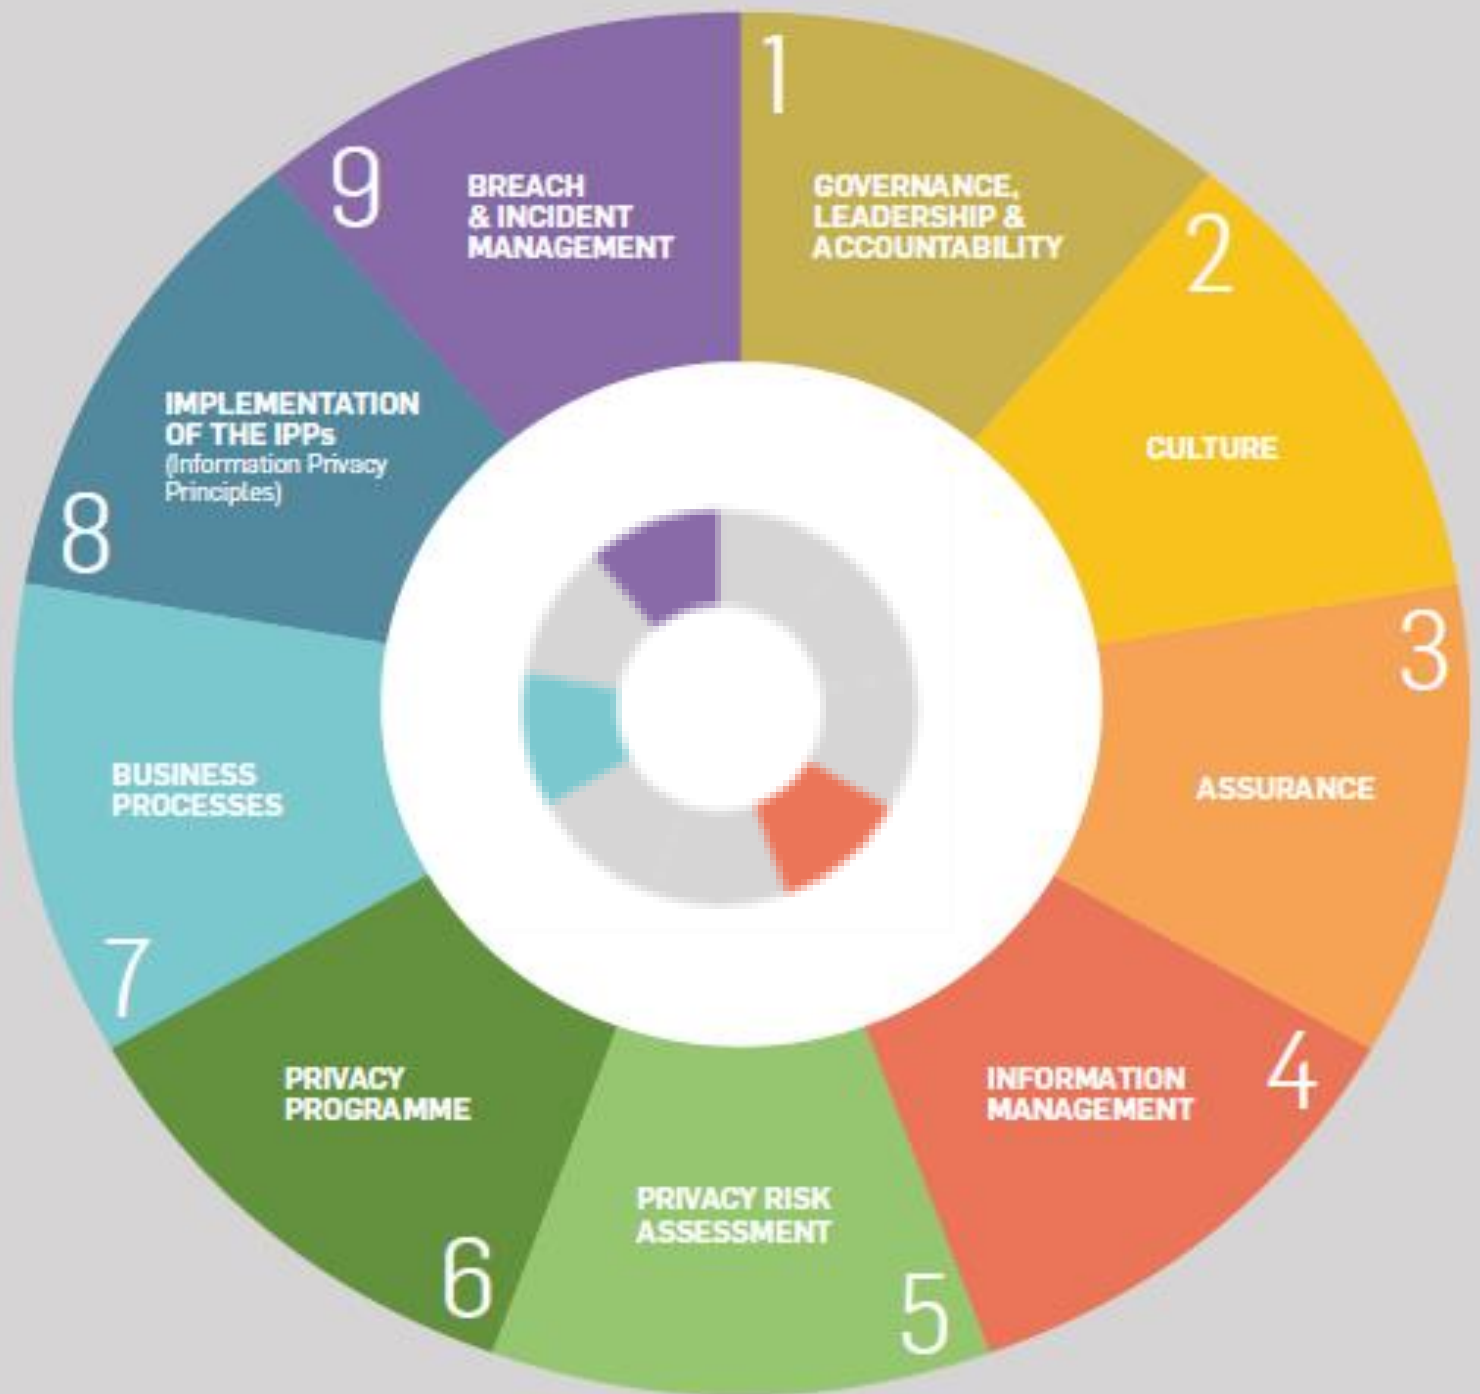 1
GOVERNANCE,
LEADERSHIP &
ACCOUNTABILITY
2
CULTURE
3
ASSURANCE
4
INFORMATION
MANAGEMENT
5
PRIVACY RISK
ASSESSMENT
6
PRIVACY
PROGRAMME
7
BUSINESS
PROCESSES
8
IMPLEMENTATION
OF THE IPPs
(Information Privacy
Principles)
9
BREACH
& INCIDENT
MANAGEMENT